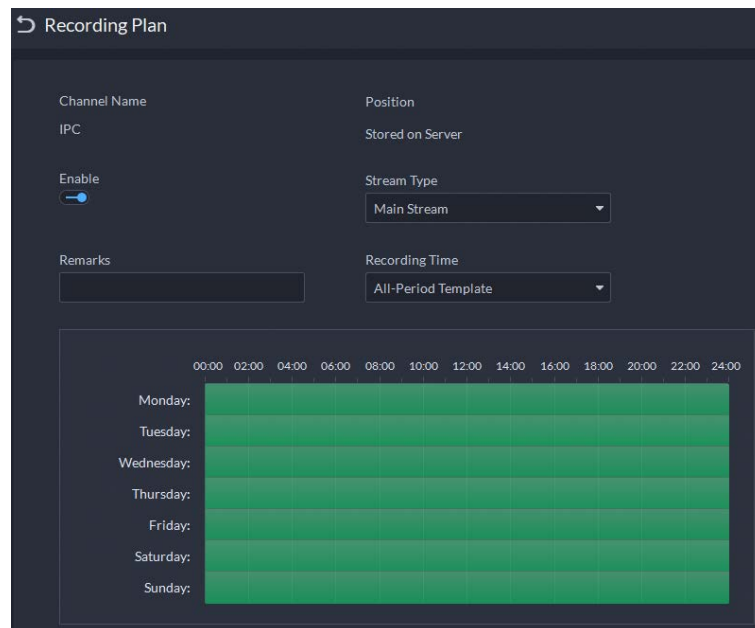 Recording Plan
Channel Name
Position
IPC
Stored on Server
Enable
Stream Type
Main Stream
Remarks
Recording Time
All-Period Template
00:00 02:00 04:00 06:00 08:00 10:00 12:00 14:00 16:00 18:00 20:00 22:00 24:00
Monday:
Tuesday:
Wednesday:
Thursday:
Friday:
Saturday:
Sunday: